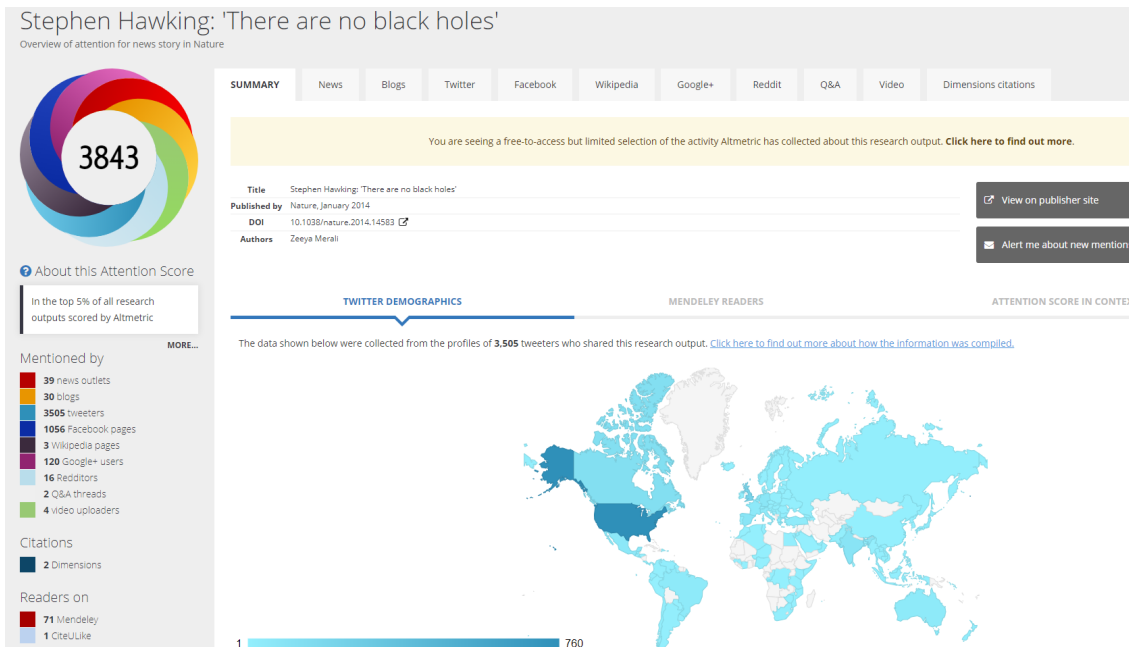 Stephen Hawking: 'There are no black holes'
Overview of attention for news story in Nature
3843
SUMMARY News Blogs Twitter Facebook Wikipedia Google+ Reddit Q&A Video Dimensions citations
You are seeing a free-to-access but limited selection of the activity Altmetric has collected about this research output. Click here to find out more.
Title Stephen Hawking: 'There are no black holes'
Published by Nature, January 2014
DOI 10.1038/nature.2014.14583
Authors Zeeya Merali
View on publisher site
Alert me about new mention
? About this Attention Score
In the top 5% of all research
outputs scored by Altmetric
MORE...
Mentioned by
39 news outlets
30 blogs
3505 tweeters
1056 Facebook pages
3 Wikipedia pages
120 Google+ users
16 Redditors
2 Q&A threads
4 video uploaders
Citations
2 Dimensions
Readers on
71 Mendeley
1 CiteULike
TWITTER DEMOGRAPHICS MENDELEY READERS ATTENTION SCORE IN CONTE
The data shown below were collected from the profiles of 3,505 tweeters who shared this research output. Click here to find out more about how the information was compiled.
1 760